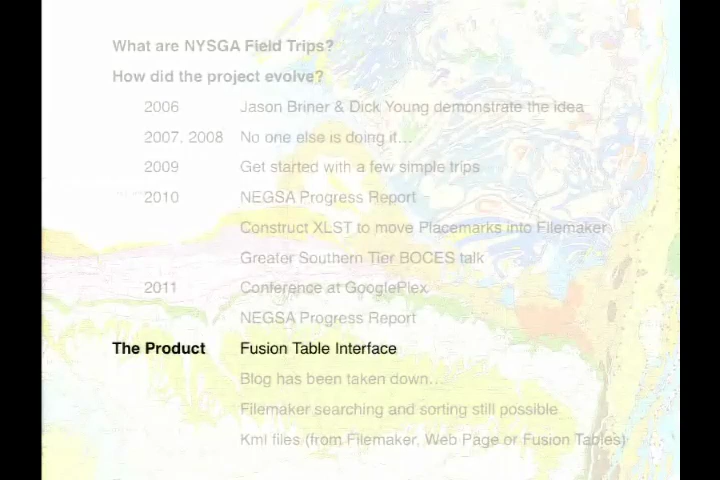 What are NYSGA Field Trips?
How did the project evolve?
2006 Jason Briner & Dick Young demonstrate the idea
2007, 2008 No one else is doing it…
2009 Get started with a few simple trips
2010 NEGSA Progress Report
Construct XLST to move Placemarks into Filemaker
Greater Southern Tier BOCES talk
2011 Conference at GooglePlex
NEGSA Progress Report
The Product Fusion Table Interface
Blog has been taken down…
Filemaker searching and sorting still possible
Kml files (from Filemaker, Web Page or Fusion Tables)